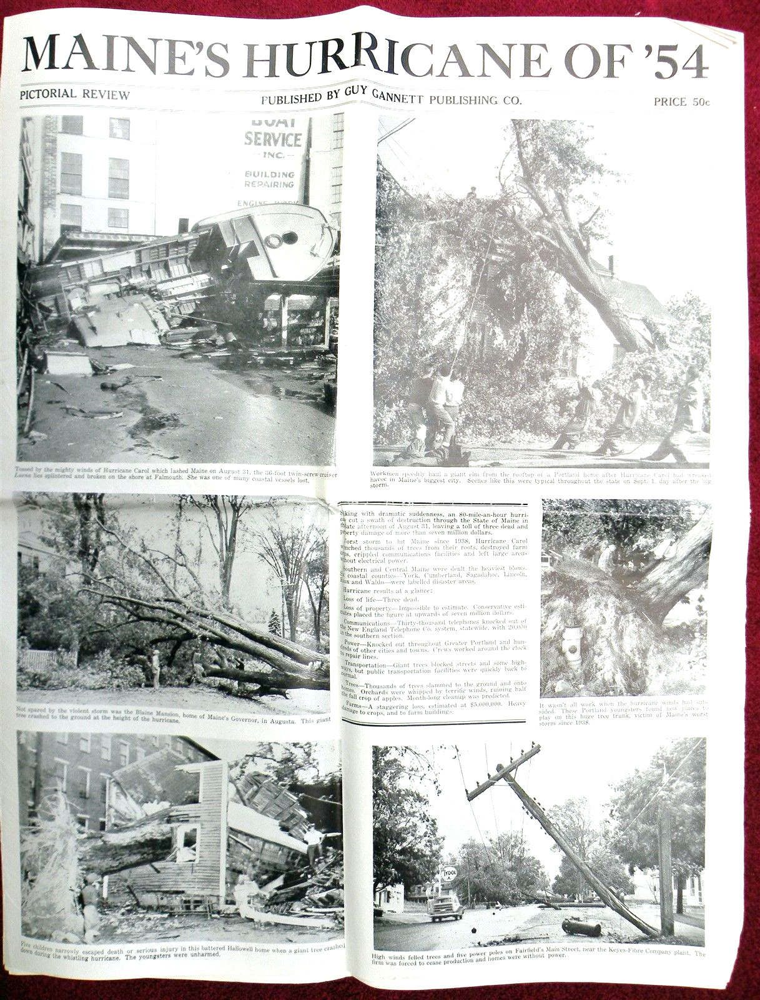 MAINE'S HURRICANE OF '54
PICTORIAL REVIEW
PUBLISHED BY GUY GANNETT PUBLISHING CO.
PRICE 50c
BOAT
SERVICE
INC.
BUILDING
REPAIRING
ENGINE WORK
Tossed by the mighty winds of Hurricane Carol which lashed Maine on August 31, the 36-foot twin-screw cruiser
lies splintered and broken on the shore at Falmouth. She was one of many coastal vessels lost.
Workmen speedily haul a giant elm from the rooftop of a Portland home after Hurricane Carol had wreaked
havoc in Maine's biggest city. Scenes like this were typical throughout the state on Sept. 1, day after the big
storm.
king with dramatic suddenness, an 80-mile-an-hour hurri-
cut a swath of destruction through the State of Maine in
late afternoon of August 31, leaving a toll of three dead and
perty damage of more than seven million dollars.
orst storm to hit Maine since 1938, Hurricane Carol
nched thousands of trees from their roots, destroyed farm
crippled communications facilities and left large areas
hout electrical power.
Southern and Central Maine were dealt the heaviest blows.
coastal counties—York, Cumberland, Sagadahoc, Lincoln,
ox and Waldo—were labelled disaster areas.
Hurricane results at a glance:
Loss of life—Three dead.
Loss of property—Impossible to estimate. Conservative esti-
mates placed the figure at upwards of seven million dollars.
Communications—Thirty-thousand telephones knocked out of
the New England Telephone Co. system, statewide, with 20,000
in the southern section.
Power—Knocked out throughout Greater Portland and hun-
dreds of other cities and towns. Crews worked around the clock
to repair lines.
Transportation—Giant trees blocked streets and some high-
ways, but public transportation facilities were quickly back to
normal.
Trees—Thousands of trees slammed to the ground and onto
homes. Orchards were whipped by terrific winds, ruining half
the fall crop of apples. Month-long cleanup was predicted.
Farms—A staggering loss, estimated at $5,000,000. Heavy
damage to crops, and to farm buildings.
It wasn't all work when the hurricane winds had sub-
sided. These Portland youngsters found new places to
play on this huge tree trunk, victim of Maine's worst
storm since 1938.
Not spared by the violent storm was the Blaine Mansion, home of Maine's Governor, in Augusta. This giant
tree crashed to the ground at the height of the hurricane.
Five children narrowly escaped death or serious injury in this battered Hallowell home when a giant tree crashed
down during the whistling hurricane. The youngsters were unharmed.
TYDOL
A
High winds felled trees and five power poles on Fairfield's Main Street, near the Keyes-Fibre Company plant. The
firm was forced to cease production and homes were without power.